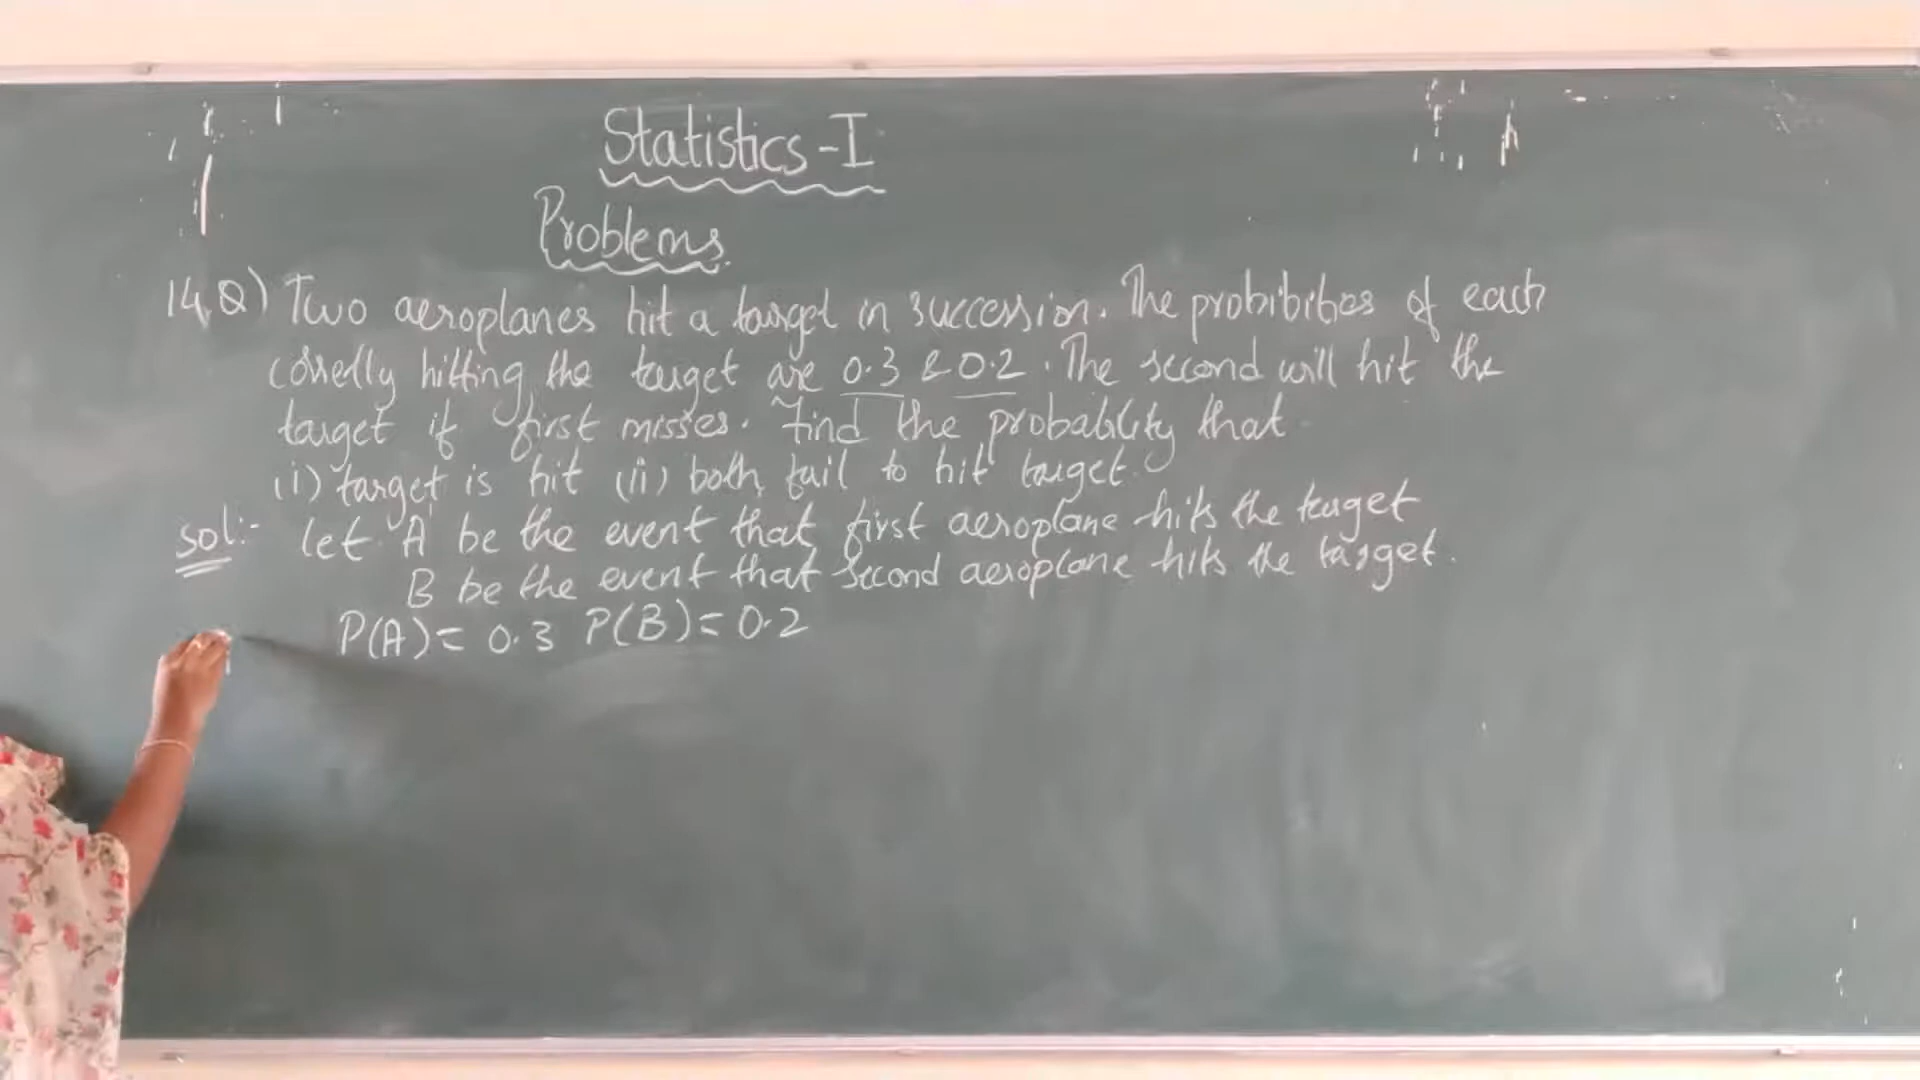 Statistics-I
Problems.
14.Q) Two aeroplanes hit a target in succession. The probibities of each
correlly hitting the target are 0.3 & 0.2. The second will hit the
target if first misses. Find the probability that
(i) target is hit (ii) both fail to hit target.
Sol:- let A be the event that first aeroplane hits the target
B be the event that second aeroplane hits the target.
P(A) = 0.3 P(B) = 0.2